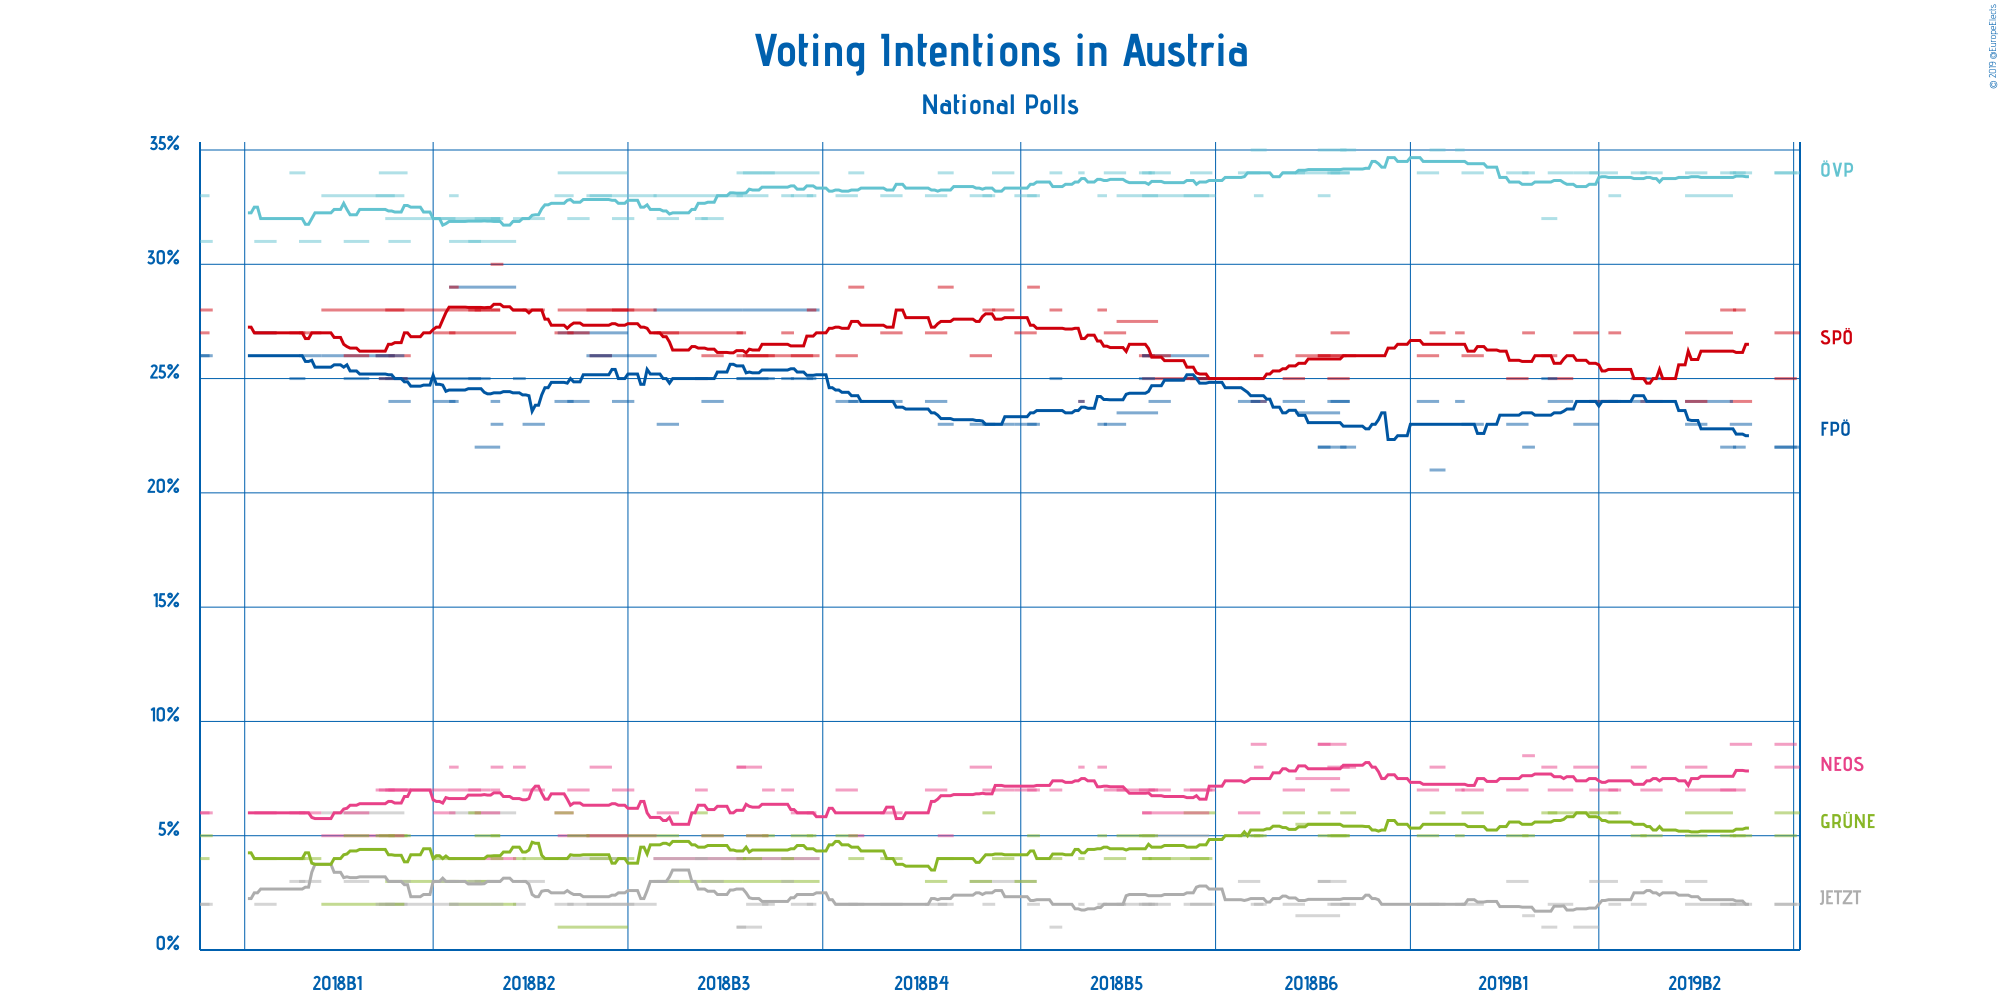 Voting Intentions in Austria
National Polls
© 2019 @EuropeElects
35%
30%
25%
20%
15%
10%
5%
0%
ÖVP
SPÖ
FPÖ
NEOS
GRÜNE
JETZT
2018B1 2018B2 2018B3 2018B4 2018B5 2018B6 2019B1 2019B2